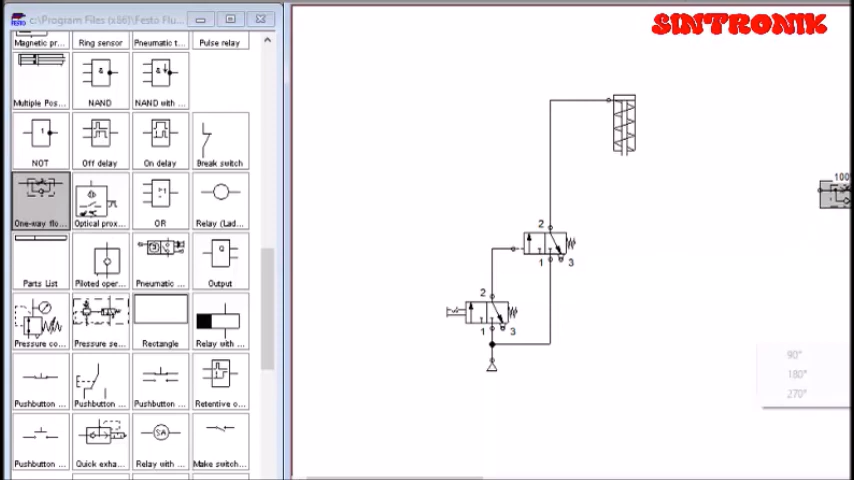 c:\Program Files (x86)\Festo Flu...
SINTRONIK
Magnetic pr... Ring sensor Pneumatic t... Pulse relay
Multiple Pos... NAND NAND with ...
NOT Off delay On delay Break switch
One-way flo... Optical prox... OR Relay (Lad...
Parts List Piloted oper... Pneumatic ... Output
Pressure co... Pressure se... Rectangle Relay with ...
Pushbutton ... Pushbutton ... Pushbutton ... Retentive o...
Pushbutton ... Quick exha... Relay with ... Make switch...
100
2
1 3
2
1 3
90°
180°
270°